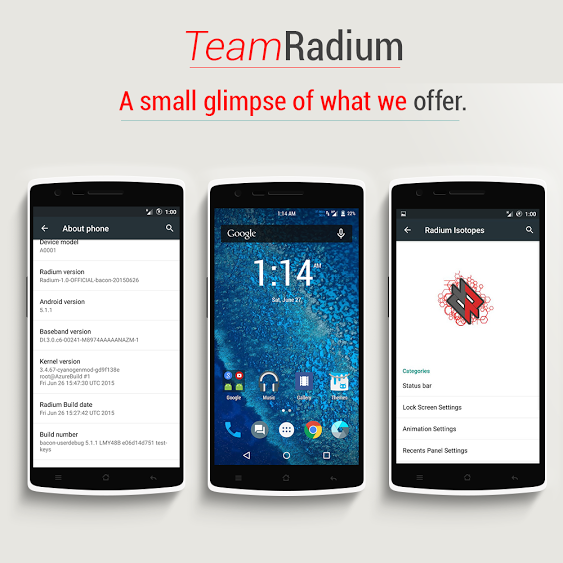 TeamRadium
A small glimpse of what we offer.
1:00
About phone
Device model
A0001
Radium version
Radium-1.0-OFFICIAL-bacon-20150626
Android version
5.1.1
Baseband version
DI.3.0.c6-00241-M8974AAAAANAZM-1
Kernel version
3.4.67-cyanogenmod-gd9f138e
root@AzureBuild #1
Fri Jun 26 15:47:30 UTC 2015
Radium Build date
Fri Jun 26 15:27:42 UTC 2015
Build number
bacon-userdebug 5.1.1 LMY48B e06d14d751 test-
keys
1:14 AM
22%
Google
1:14 AM
Sat, June 27
Google
Music
Gallery
Themes
1:00
Radium Isotopes
Categories
Status bar
Lock Screen Settings
Animation Settings
Recents Panel Settings